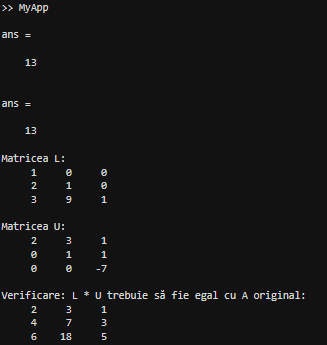 >> MyApp
ans =
13
ans =
13
Matricea L:
1 0 0
2 1 0
3 9 1
Matricea U:
2 3 1
0 1 1
0 0 -7
Verificare: L * U trebuie să fie egal cu A original:
2 3 1
4 7 3
6 18 5